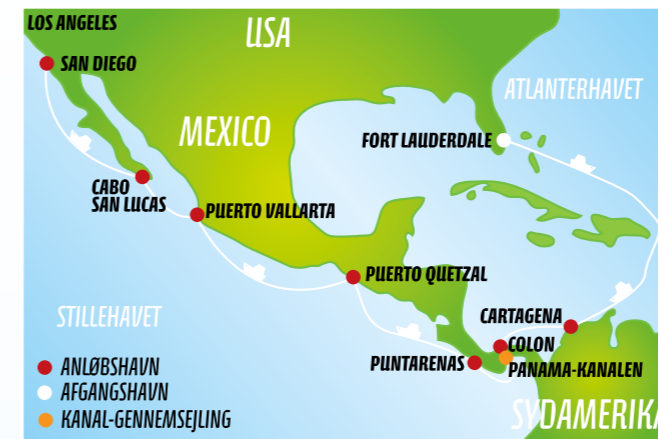 LOS ANGELES
USA
SAN DIEGO
ATLANTERHAVET
MEXICO
FORT LAUDERDALE
CABO
SAN LUCAS
PUERTO VALLARTA
PUERTO QUETZAL
STILLEHAVET
CARTAGENA
COLON
PUNTARENAS
PANAMA-KANALEN
ANLØBSHAVN
AFGANGSHAVN
KANAL-GENNEMSEJLING
SYDAMERIKA